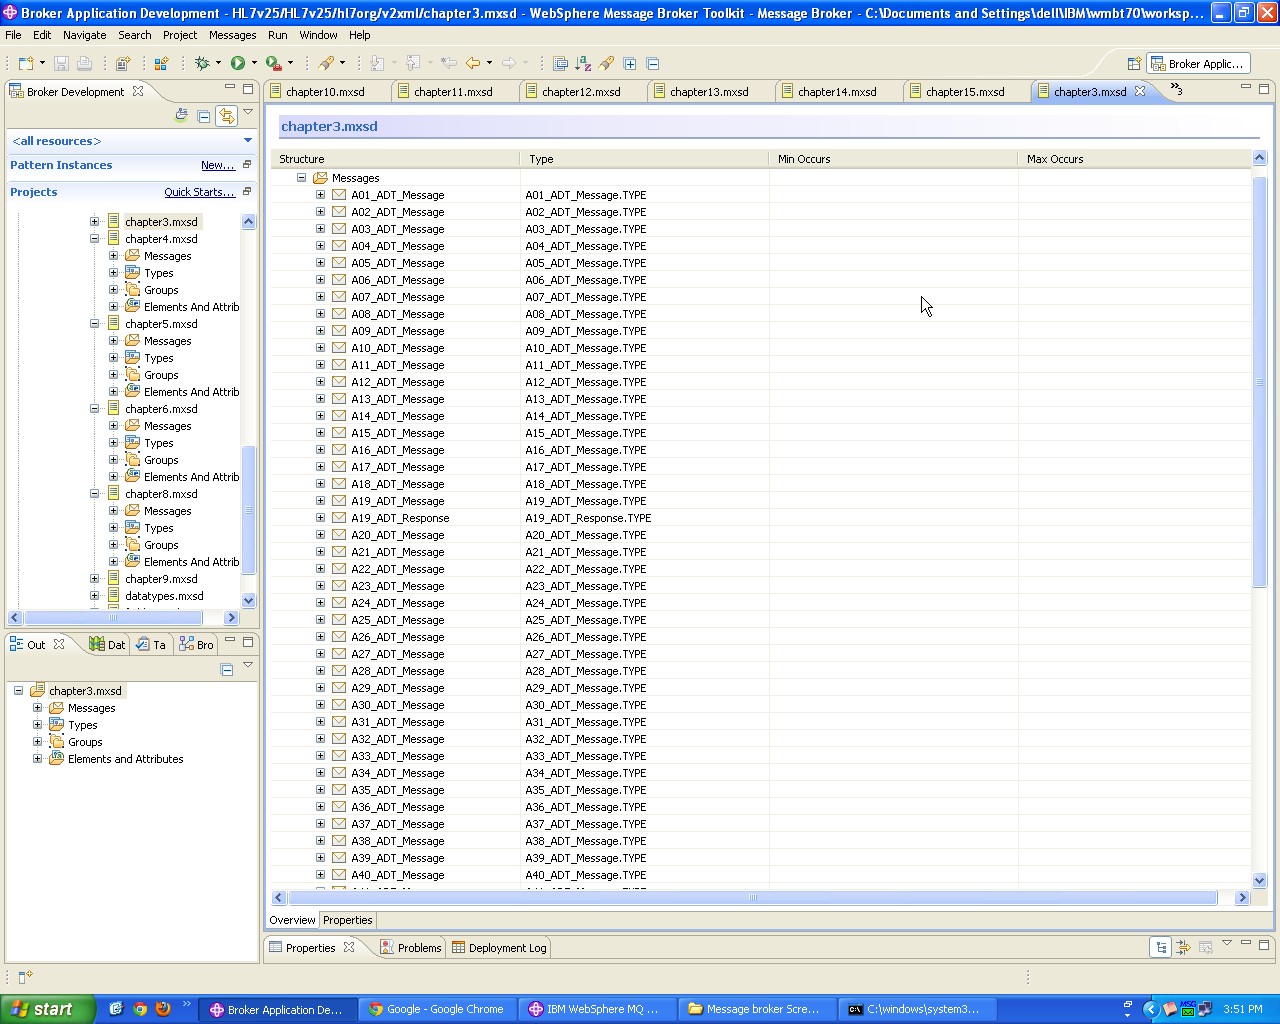 Broker Application Development - HL7v25/HL7v25/hl7org/v2xml/chapter3.mxsd - WebSphere Message Broker Toolkit - Message Broker - C:\Documents and Settings\dell\IBM\wmbt70\worksp...
File Edit Navigate Search Project Messages Run Window Help
Broker Applic...
Broker Development
<all resources>
Pattern Instances New...
Projects Quick Starts...
chapter3.mxsd
chapter4.mxsd
Messages
Types
Groups
Elements And Attrib
chapter5.mxsd
Messages
Types
Groups
Elements And Attrib
chapter6.mxsd
Messages
Types
Groups
Elements And Attrib
chapter8.mxsd
Messages
Types
Groups
Elements And Attrib
chapter9.mxsd
datatypes.mxsd
Out Dat Ta Bro
chapter3.mxsd
Messages
Types
Groups
Elements and Attributes
chapter10.mxsd chapter11.mxsd chapter12.mxsd chapter13.mxsd chapter14.mxsd chapter15.mxsd chapter3.mxsd »3
chapter3.mxsd
Structure Type Min Occurs Max Occurs
Messages
A01_ADT_Message A01_ADT_Message.TYPE
A02_ADT_Message A02_ADT_Message.TYPE
A03_ADT_Message A03_ADT_Message.TYPE
A04_ADT_Message A04_ADT_Message.TYPE
A05_ADT_Message A05_ADT_Message.TYPE
A06_ADT_Message A06_ADT_Message.TYPE
A07_ADT_Message A07_ADT_Message.TYPE
A08_ADT_Message A08_ADT_Message.TYPE
A09_ADT_Message A09_ADT_Message.TYPE
A10_ADT_Message A10_ADT_Message.TYPE
A11_ADT_Message A11_ADT_Message.TYPE
A12_ADT_Message A12_ADT_Message.TYPE
A13_ADT_Message A13_ADT_Message.TYPE
A14_ADT_Message A14_ADT_Message.TYPE
A15_ADT_Message A15_ADT_Message.TYPE
A16_ADT_Message A16_ADT_Message.TYPE
A17_ADT_Message A17_ADT_Message.TYPE
A18_ADT_Message A18_ADT_Message.TYPE
A19_ADT_Message A19_ADT_Message.TYPE
A19_ADT_Response A19_ADT_Response.TYPE
A20_ADT_Message A20_ADT_Message.TYPE
A21_ADT_Message A21_ADT_Message.TYPE
A22_ADT_Message A22_ADT_Message.TYPE
A23_ADT_Message A23_ADT_Message.TYPE
A24_ADT_Message A24_ADT_Message.TYPE
A25_ADT_Message A25_ADT_Message.TYPE
A26_ADT_Message A26_ADT_Message.TYPE
A27_ADT_Message A27_ADT_Message.TYPE
A28_ADT_Message A28_ADT_Message.TYPE
A29_ADT_Message A29_ADT_Message.TYPE
A30_ADT_Message A30_ADT_Message.TYPE
A31_ADT_Message A31_ADT_Message.TYPE
A32_ADT_Message A32_ADT_Message.TYPE
A33_ADT_Message A33_ADT_Message.TYPE
A34_ADT_Message A34_ADT_Message.TYPE
A35_ADT_Message A35_ADT_Message.TYPE
A36_ADT_Message A36_ADT_Message.TYPE
A37_ADT_Message A37_ADT_Message.TYPE
A38_ADT_Message A38_ADT_Message.TYPE
A39_ADT_Message A39_ADT_Message.TYPE
A40_ADT_Message A40_ADT_Message.TYPE
Overview Properties
Properties Problems Deployment Log
start Broker Application De... Google - Google Chrome IBM WebSphere MQ ... Message broker Scre... C:\windows\system3... MSG 3:51 PM